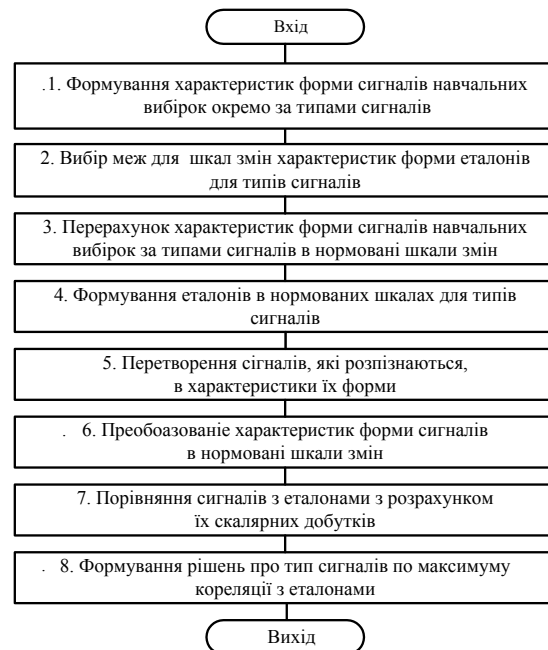 Вхід
.1. Формування характеристик форми сигналів навчальних
вибірок окремо за типами сигналів
2. Вибір меж для шкал змін характеристик форми еталонів
для типів сигналів
3. Перерахунок характеристик форми сигналів навчальних
вибірок за типами сигналів в нормовані шкали змін
4. Формування еталонів в нормованих шкалах для типів
сигналів
5. Перетворення сігналів, які розпізнаються,
в характеристики їх форми
. 6. Преобоазованіе характеристик форми сигналів
в нормовані шкали змін
7. Порівняння сигналів з еталонами з розрахунком
їх скалярних добутків
. 8. Формування рішень про тип сигналів по максимуму
кореляції з еталонами
Вихід